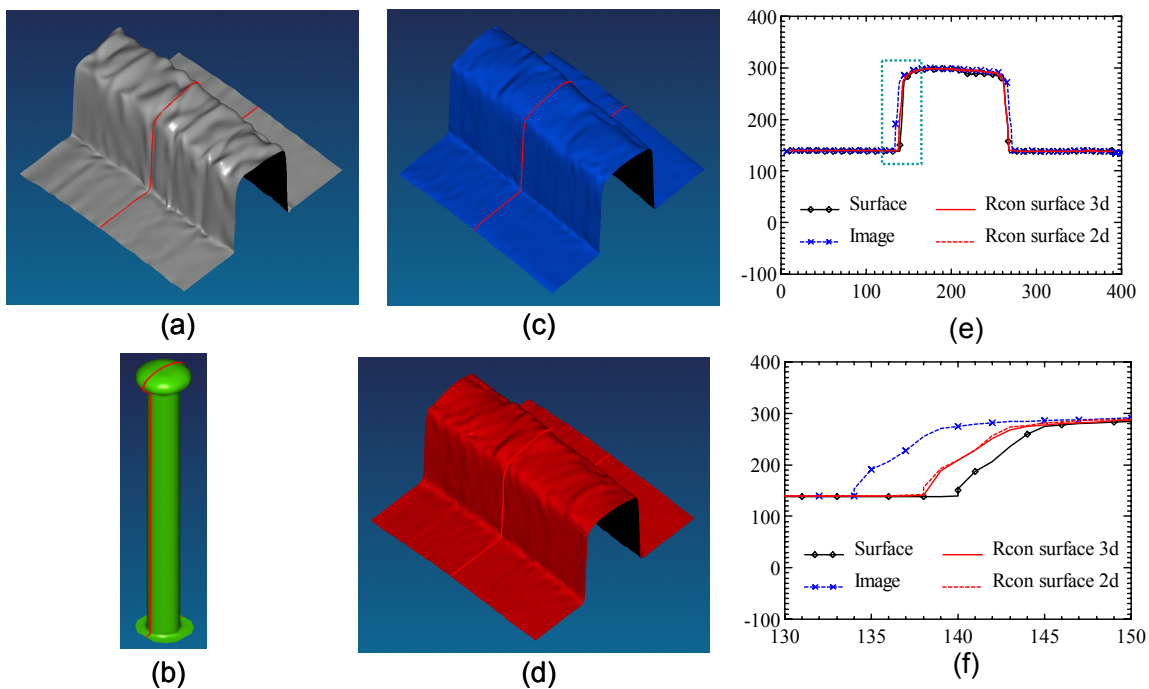 (a)
(b)
(c)
(d)
400
300
200
100
0
-100
0 100 200 300 400
Surface Rcon surface 3d
Image Rcon surface 2d
(e)
400
300
200
100
0
-100
130 135 140 145 150
Surface Rcon surface 3d
Image Rcon surface 2d
(f)